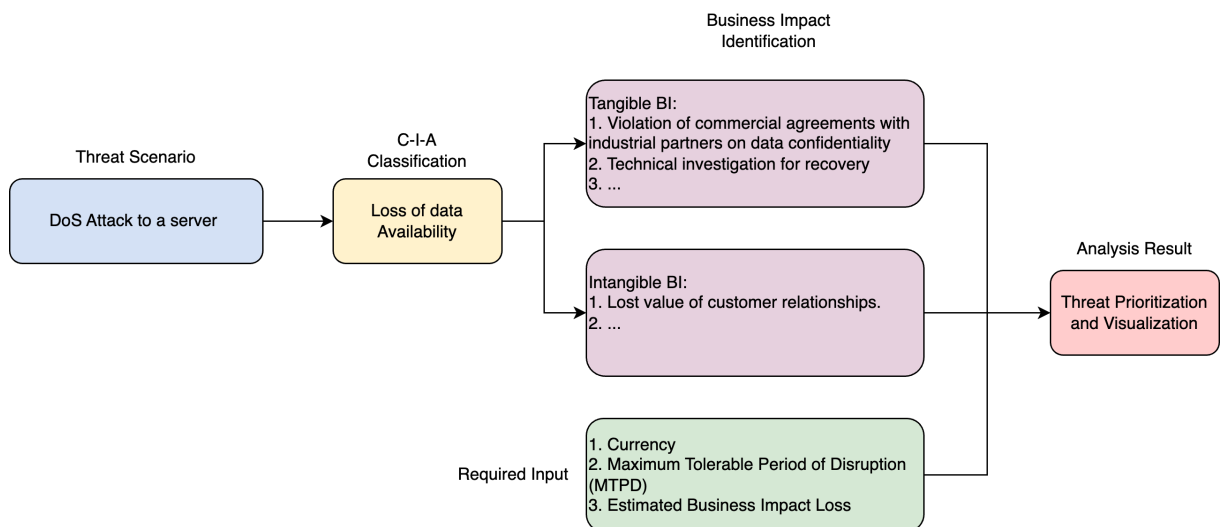 Business Impact
Identification
Tangible BI:
1. Violation of commercial agreements with
industrial partners on data confidentiality
2. Technical investigation for recovery
3. ...
C-I-A
Classification
Threat Scenario
DoS Attack to a server
Loss of data
Availability
Intangible BI:
1. Lost value of customer relationships.
2. ...
Analysis Result
Threat Prioritization
and Visualization
Required Input
1. Currency
2. Maximum Tolerable Period of Disruption
(MTPD)
3. Estimated Business Impact Loss